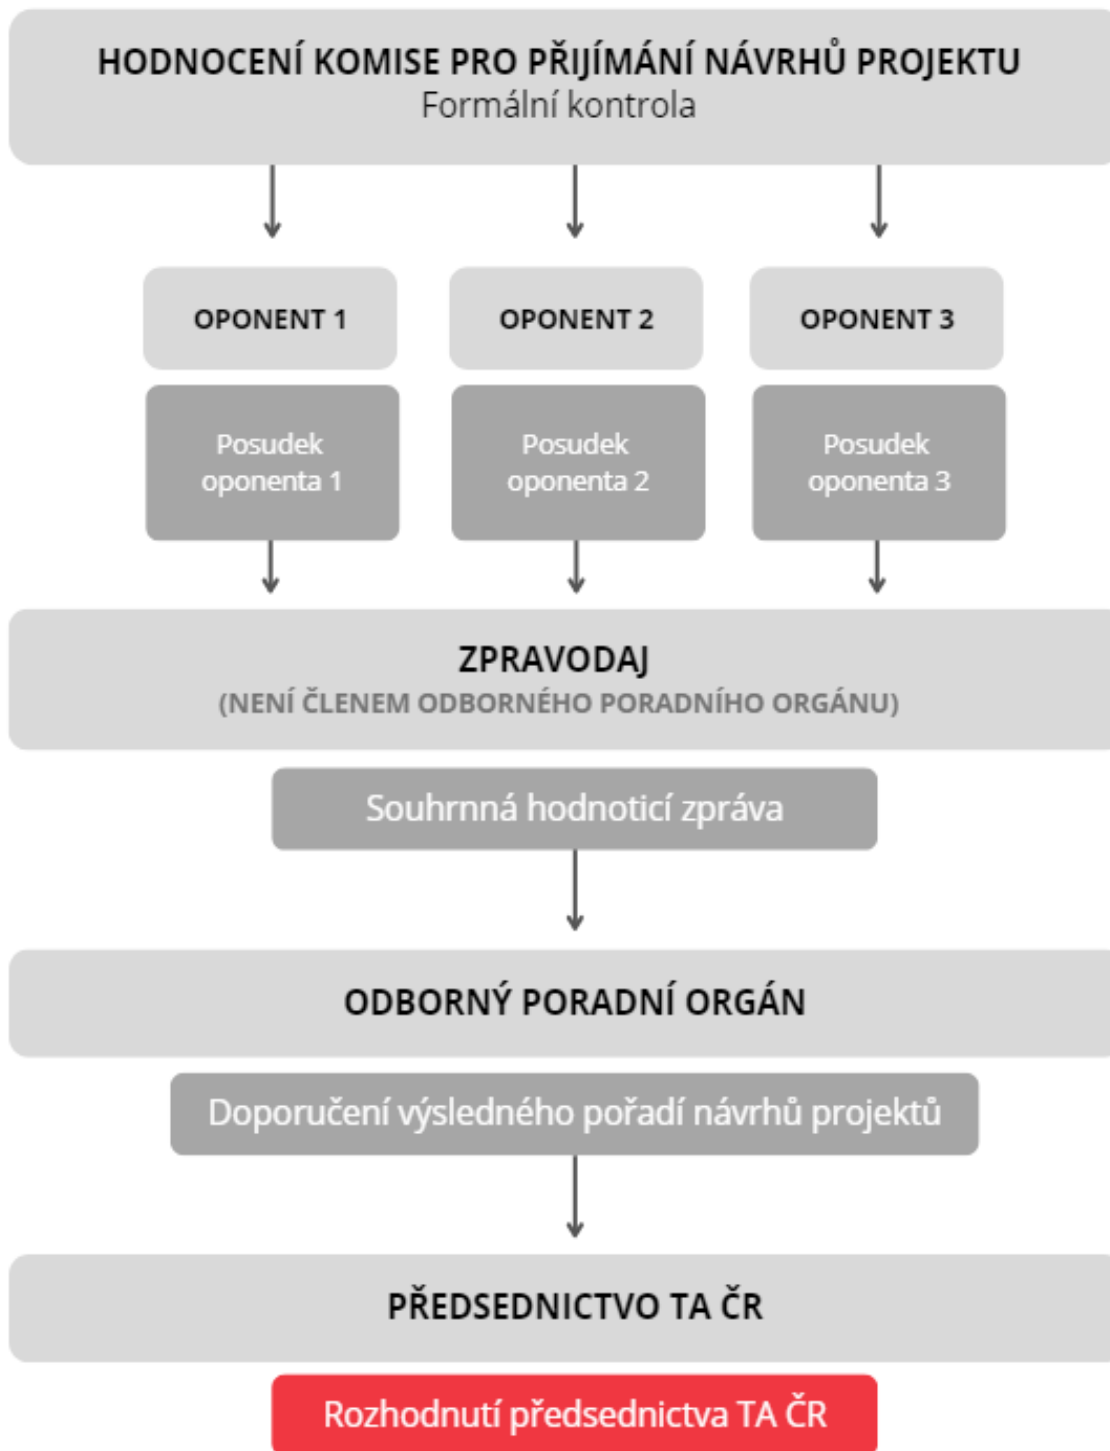 HODNOCENÍ KOMISE PRO PŘIJÍMÁNÍ NÁVRHŮ PROJEKTU
Formální kontrola
OPONENT 1
OPONENT 2
OPONENT 3
Posudek
oponenta 1
Posudek
oponenta 2
Posudek
oponenta 3
ZPRAVODAJ
(NENÍ ČLENEM ODBORNÉHO PORADNÍHO ORGÁNU)
Souhrnná hodnoticí zpráva
ODBORNÝ PORADNÍ ORGÁN
Doporučení výsledného pořadí návrhů projektů
PŘEDSEDNICTVO TA ČR
Rozhodnutí předsednictva TA ČR